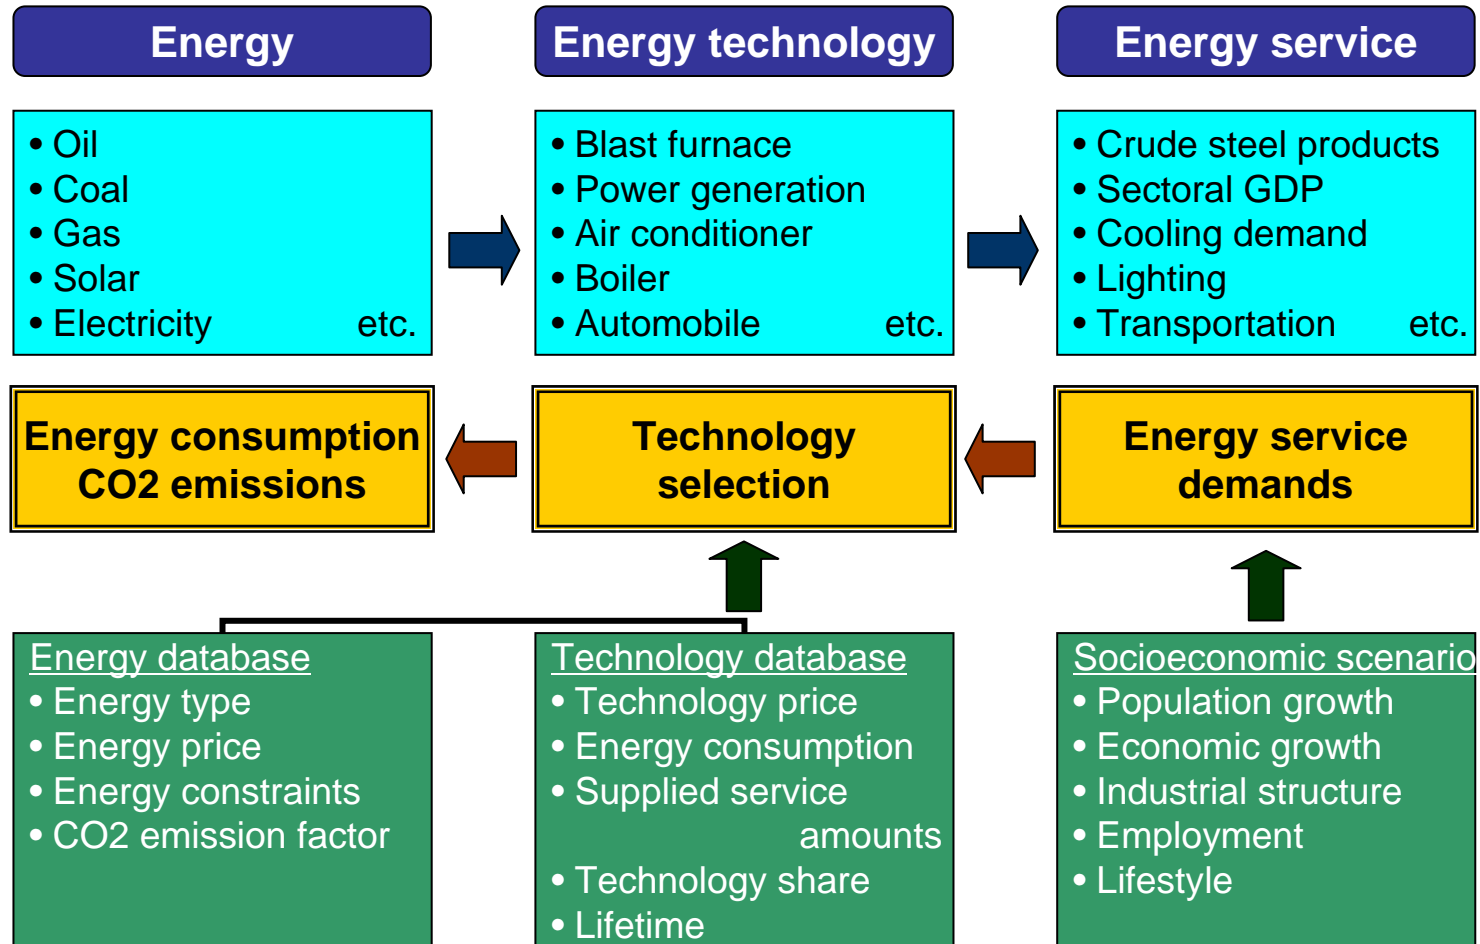 Energy
Energy technology
Energy service
• Oil
• Coal
• Gas
• Solar
• Electricity etc.
• Blast furnace
• Power generation
• Air conditioner
• Boiler
• Automobile etc.
• Crude steel products
• Sectoral GDP
• Cooling demand
• Lighting
• Transportation etc.
Energy consumption
CO2 emissions
Technology
selection
Energy service
demands
Energy database
• Energy type
• Energy price
• Energy constraints
• CO2 emission factor
Technology database
• Technology price
• Energy consumption
• Supplied service
amounts
• Technology share
• Lifetime
Socioeconomic scenario
• Population growth
• Economic growth
• Industrial structure
• Employment
• Lifestyle